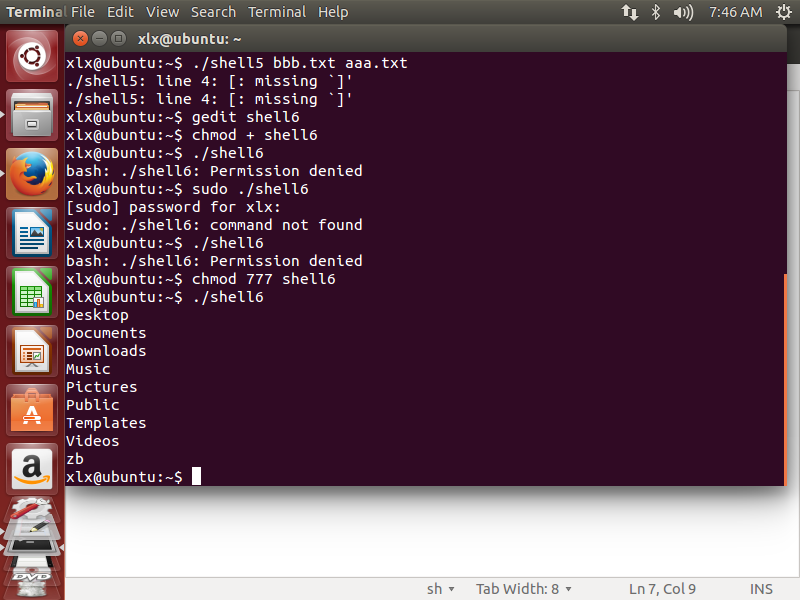 Terminal File Edit View Search Terminal Help 7:46 AM
xlx@ubuntu: ~
xlx@ubuntu:~$ ./shell5 bbb.txt aaa.txt
./shell5: line 4: [: missing `]'
./shell5: line 4: [: missing `]'
xlx@ubuntu:~$ gedit shell6
xlx@ubuntu:~$ chmod + shell6
xlx@ubuntu:~$ ./shell6
bash: ./shell6: Permission denied
xlx@ubuntu:~$ sudo ./shell6
[sudo] password for xlx:
sudo: ./shell6: command not found
xlx@ubuntu:~$ ./shell6
bash: ./shell6: Permission denied
xlx@ubuntu:~$ chmod 777 shell6
xlx@ubuntu:~$ ./shell6
Desktop
Documents
Downloads
Music
Pictures
Public
Templates
Videos
zb
xlx@ubuntu:~$
a
DVD
sh Tab Width: 8 Ln 7, Col 9 INS